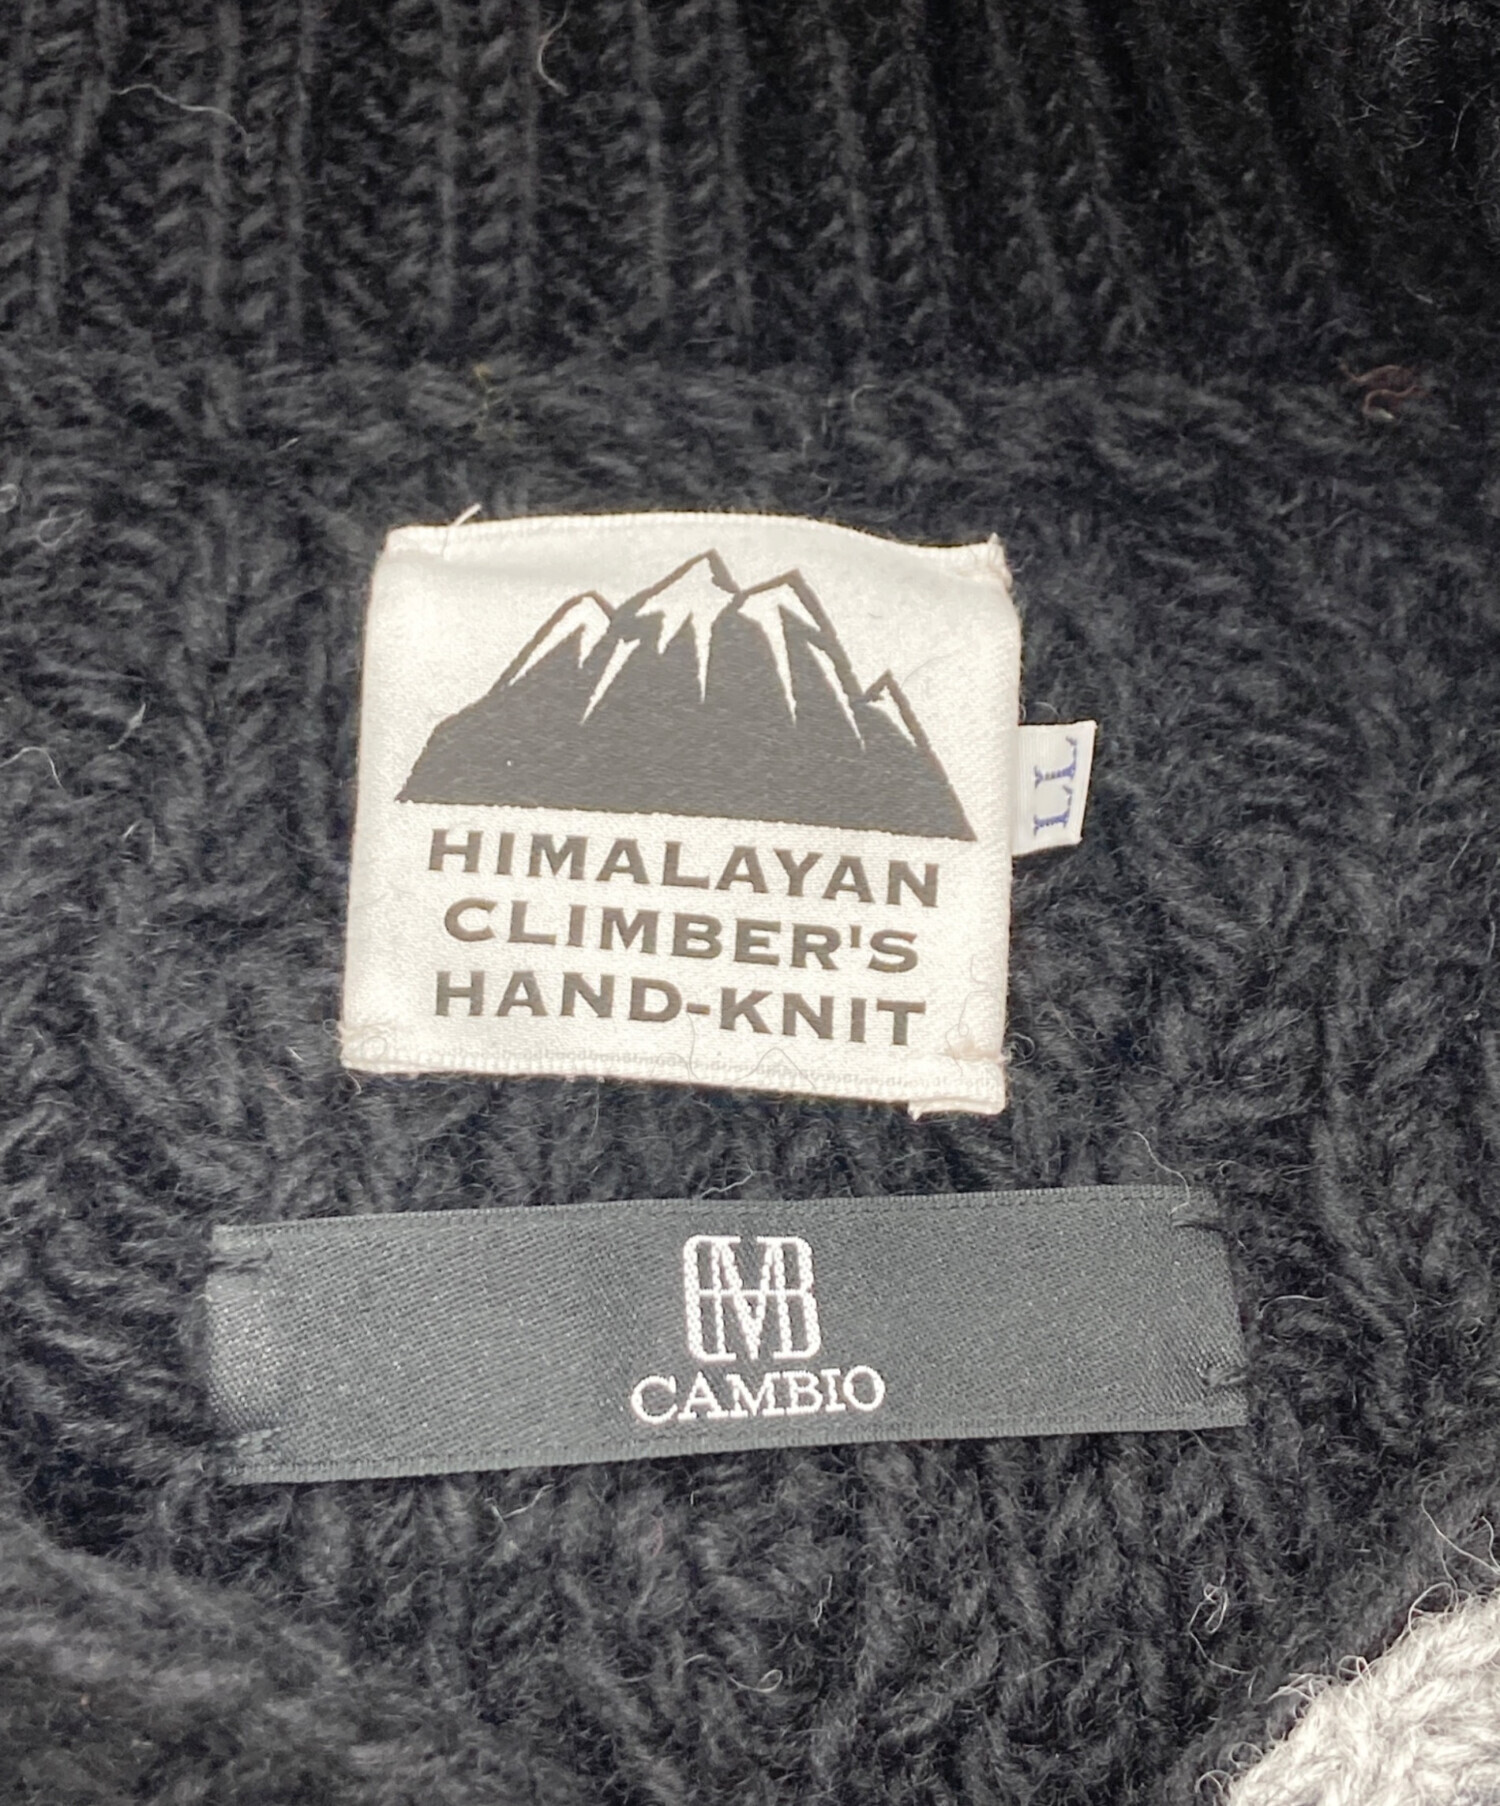 HIMALAYAN
CLIMBER'S
HAND-KNIT
LL
CAMBIO